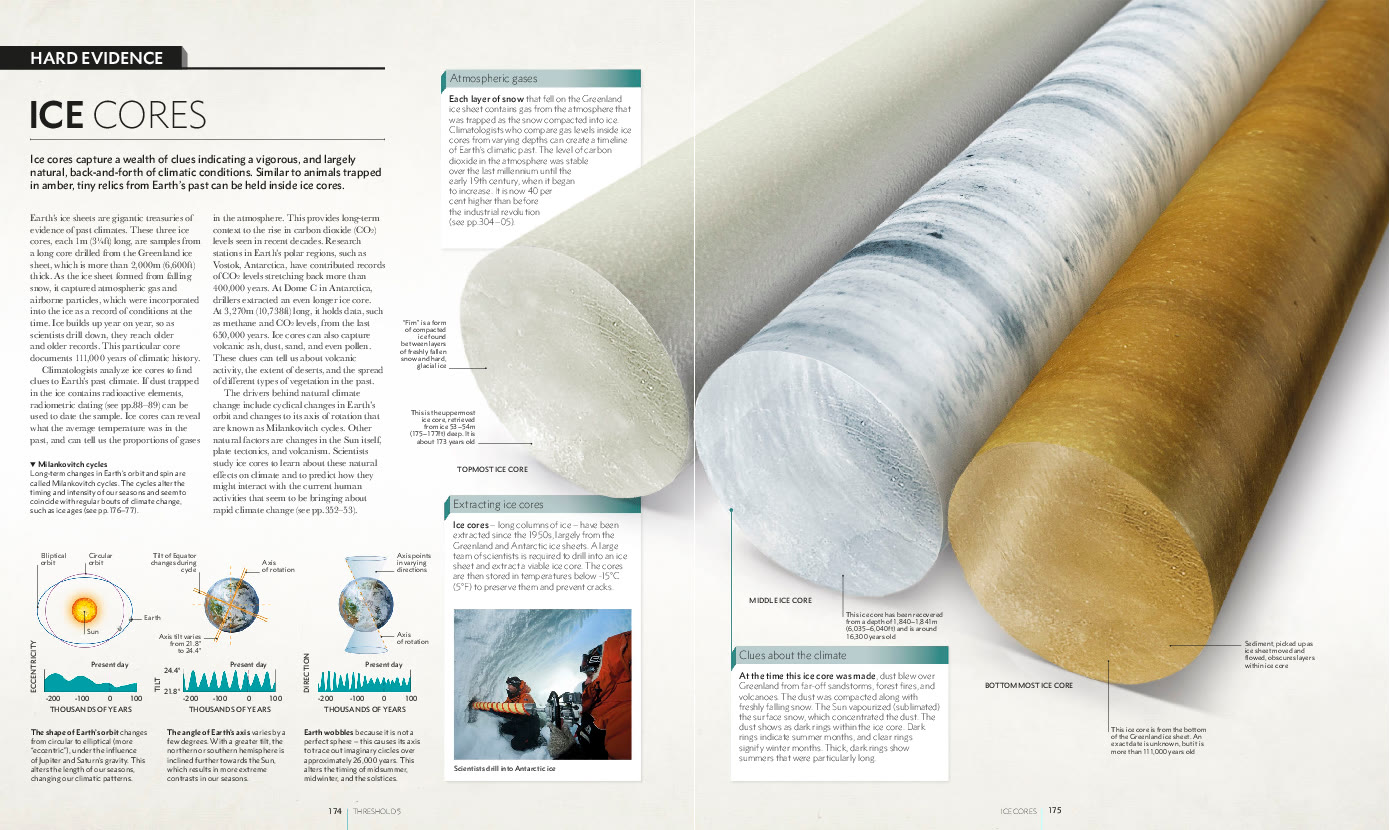 HARD EVIDENCE
ICE CORES
Ice cores capture a wealth of clues indicating a vigorous, and largely
natural, back-and-forth of climatic conditions. Similar to animals trapped
in amber, tiny relics from Earth's past can be held inside ice cores.
Earth's ice sheets are gigantic treasuries of
evidence of past climates. These three ice
cores, each 1m (3¼ft) long, are samples from
a long core drilled from the Greenland ice
sheet, which is more than 2,000m (6,600ft)
thick. As the ice sheet formed from falling
snow, it captured atmospheric gas and
airborne particles, which were incorporated
into the ice as a record of conditions at the
time. Ice builds up year on year, so as
scientists drill down, they reach older
and older records. This particular core
documents 111,000 years of climatic history.
Climatologists analyze ice cores to find
clues to Earth's past climate. If dust trapped
in the ice contains radioactive elements,
radiometric dating (see pp.88–89) can be
used to date the sample. Ice cores can reveal
what the average temperature was in the
past, and can tell us the proportions of gases
in the atmosphere. This provides long-term
context to the rise in carbon dioxide (CO₂)
levels seen in recent decades. Research
stations in Earth's polar regions, such as
Vostok, Antarctica, have contributed records
of CO₂ levels stretching back more than
400,000 years. At Dome C in Antarctica,
drillers extracted an even longer ice core.
At 3,270m (10,738ft) long, it holds data, such
as methane and CO₂ levels, from the last
650,000 years. Ice cores can also capture
volcanic ash, dust, sand, and even pollen.
These clues can tell us about volcanic
activity, the extent of deserts, and the spread
of different types of vegetation in the past.
The drivers behind natural climate
change include cyclical changes in Earth's
orbit and changes to its axis of rotation that
are known as Milankovitch cycles. Other
natural factors are changes in the Sun itself,
plate tectonics, and volcanism. Scientists
study ice cores to learn about these natural
effects on climate and to predict how they
might interact with the current human
activities that seem to be bringing about
rapid climate change (see pp.352–53).
▼ Milankovitch cycles
Long-term changes in Earth's orbit and spin are
called Milankovitch cycles. The cycles alter the
timing and intensity of our seasons and seem to
coincide with regular bouts of climate change,
such as ice ages (see pp.176–77).
Elliptical
orbit
Circular
orbit
Earth
Sun
ECCENTRICITY
Present day
-200 -100 0 100
THOUSANDS OF YEARS
The shape of Earth's orbit changes
from circular to elliptical (more
"eccentric"), under the influence
of Jupiter and Saturn's gravity. This
alters the length of our seasons,
changing our climatic patterns.
Tilt of Equator
changes during
cycle
Axis
of rotation
Axis tilt varies
from 21.8°
to 24.4°
TILT
24.4°
21.8°
Present day
-200 -100 0 100
THOUSANDS OF YEARS
The angle of Earth's axis varies by a
few degrees. With a greater tilt, the
northern or southern hemisphere is
inclined further towards the Sun,
which results in more extreme
contrasts in our seasons.
Axis points
in varying
directions
Axis
of rotation
DIRECTION
Present day
-200 -100 0 100
THOUSANDS OF YEARS
Earth wobbles because it is not a
perfect sphere – this causes its axis
to trace out imaginary circles over
approximately 26,000 years. This
alters the timing of midsummer,
midwinter, and the solstices.
Atmospheric gases
Each layer of snow that fell on the Greenland
ice sheet contains gas from the atmosphere that
was trapped as the snow compacted into ice.
Climatologists who compare gas levels inside ice
cores from varying depths can create a timeline
of Earth's climatic past. The level of carbon
dioxide in the atmosphere was stable
over the last millennium until the
early 19th century, when it began
to increase. It is now 40 per
cent higher than before
the industrial revolution
(see pp.304–05).
"Firn" is a form
of compacted
ice found
between layers
of freshly fallen
snow and hard,
glacial ice
This is the uppermost
ice core, retrieved
from ice 53–54m
(175–177ft) deep. It is
about 173 years old
TOPMOST ICE CORE
Extracting ice cores
Ice cores – long columns of ice – have been
extracted since the 1950s, largely from the
Greenland and Antarctic ice sheets. A large
team of scientists is required to drill into an ice
sheet and extract a viable ice core. The cores
are then stored in temperatures below -15°C
(5°F) to preserve them and prevent cracks.
Scientists drill into Antarctic ice
MIDDLE ICE CORE
This ice core has been recovered
from a depth of 1,840–1,841m
(6,035–6,040ft) and is around
16,300 years old
Clues about the climate
At the time this ice core was made, dust blew over
Greenland from far-off sandstorms, forest fires, and
volcanoes. The dust was compacted along with
freshly falling snow. The Sun vapourized (sublimated)
the surface snow, which concentrated the dust. The
dust shows as dark rings within the ice core. Dark
rings indicate summer months, and clear rings
signify winter months. Thick, dark rings show
summers that were particularly long.
BOTTOMMOST ICE CORE
Sediment, picked up as
ice sheet moved and
flowed, obscures layers
within ice core
This ice core is from the bottom
of the Greenland ice sheet. An
exact date is unknown, but it is
more than 111,000 years old
174 THRESHOLD 5
ICE CORES 175